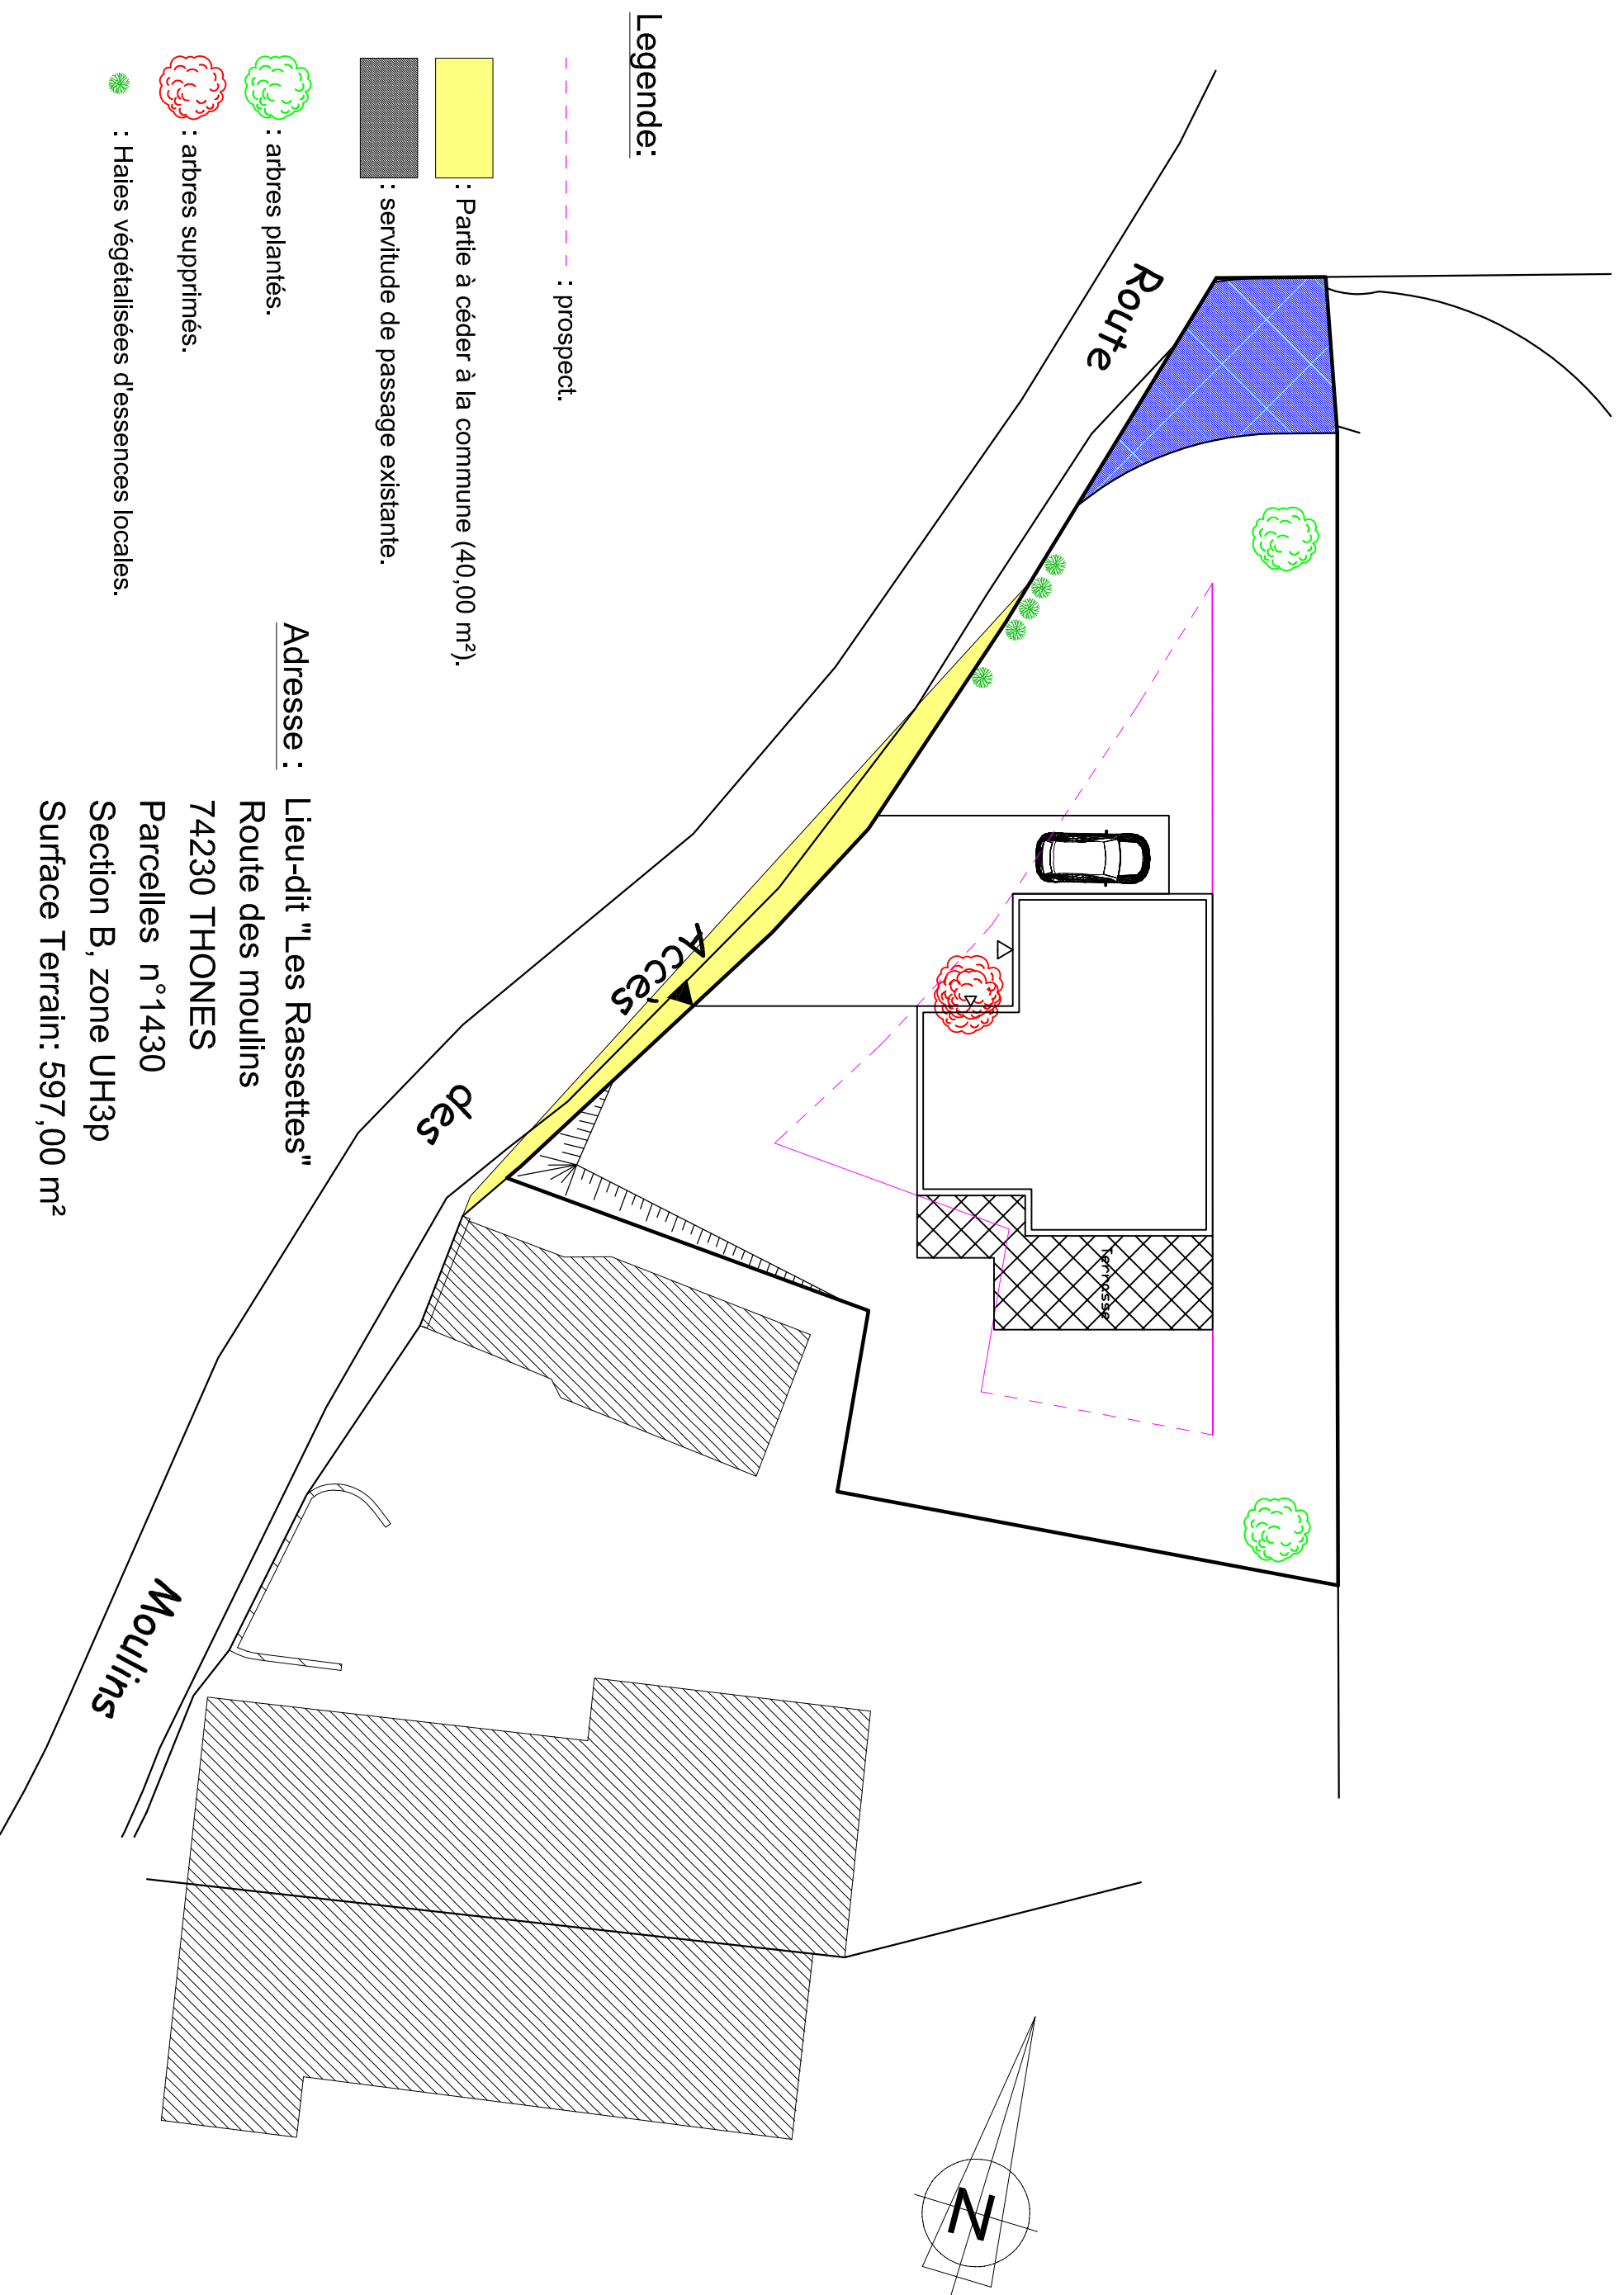 Legende:
: prospect.
: Partie à céder à la commune (40,00 m²).
: servitude de passage existante.
: arbres plantés.
: arbres supprimés.
: Haies végétalisées d'essences locales.
Adresse :
Lieu-dit "Les Rassettes"
Route des moulins
74230 THONES
Parcelles n°1430
Section B, zone UH3p
Surface Terrain: 597,00 m²
Route
des
Moulins
Accès
Terrasse
N